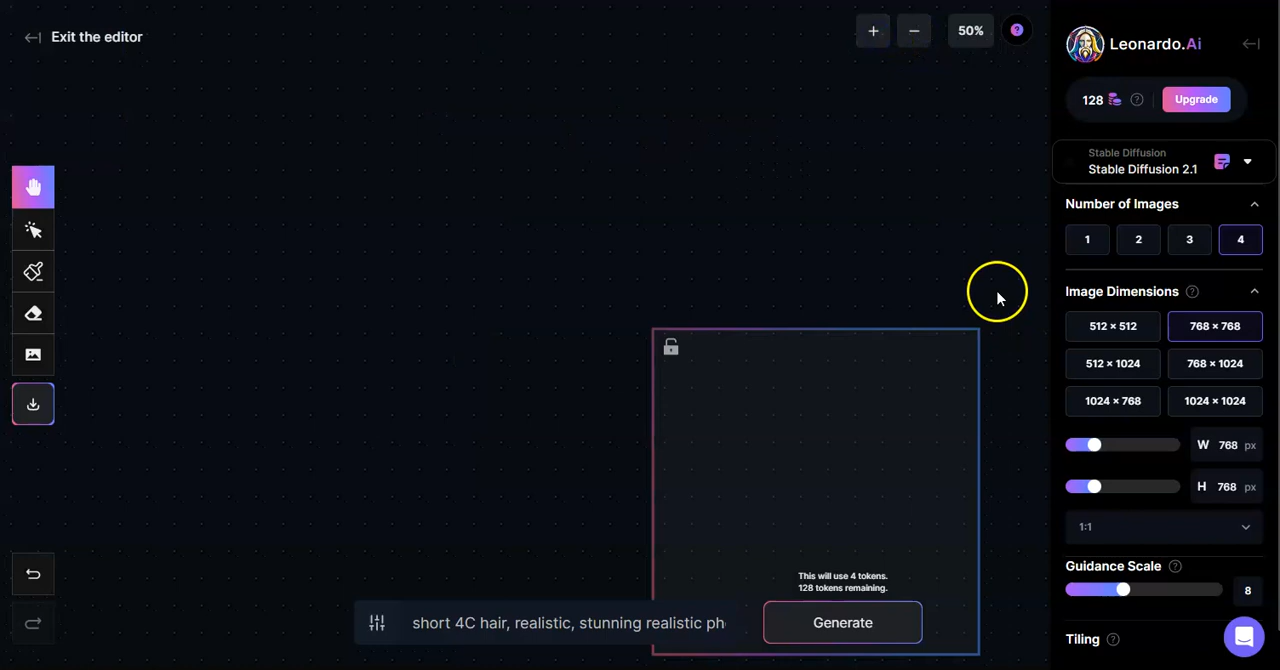 Exit the editor
50%
?
Leonardo.Ai
128
?
Upgrade
Stable Diffusion
Stable Diffusion 2.1
Number of Images
1
2
3
4
Image Dimensions
?
512 × 512
768 × 768
512 × 1024
768 × 1024
1024 × 768
1024 × 1024
W 768 px
H 768 px
1:1
Guidance Scale
?
8
Tiling
?
This will use 4 tokens.
128 tokens remaining.
short 4C hair, realistic, stunning realistic ph
Generate